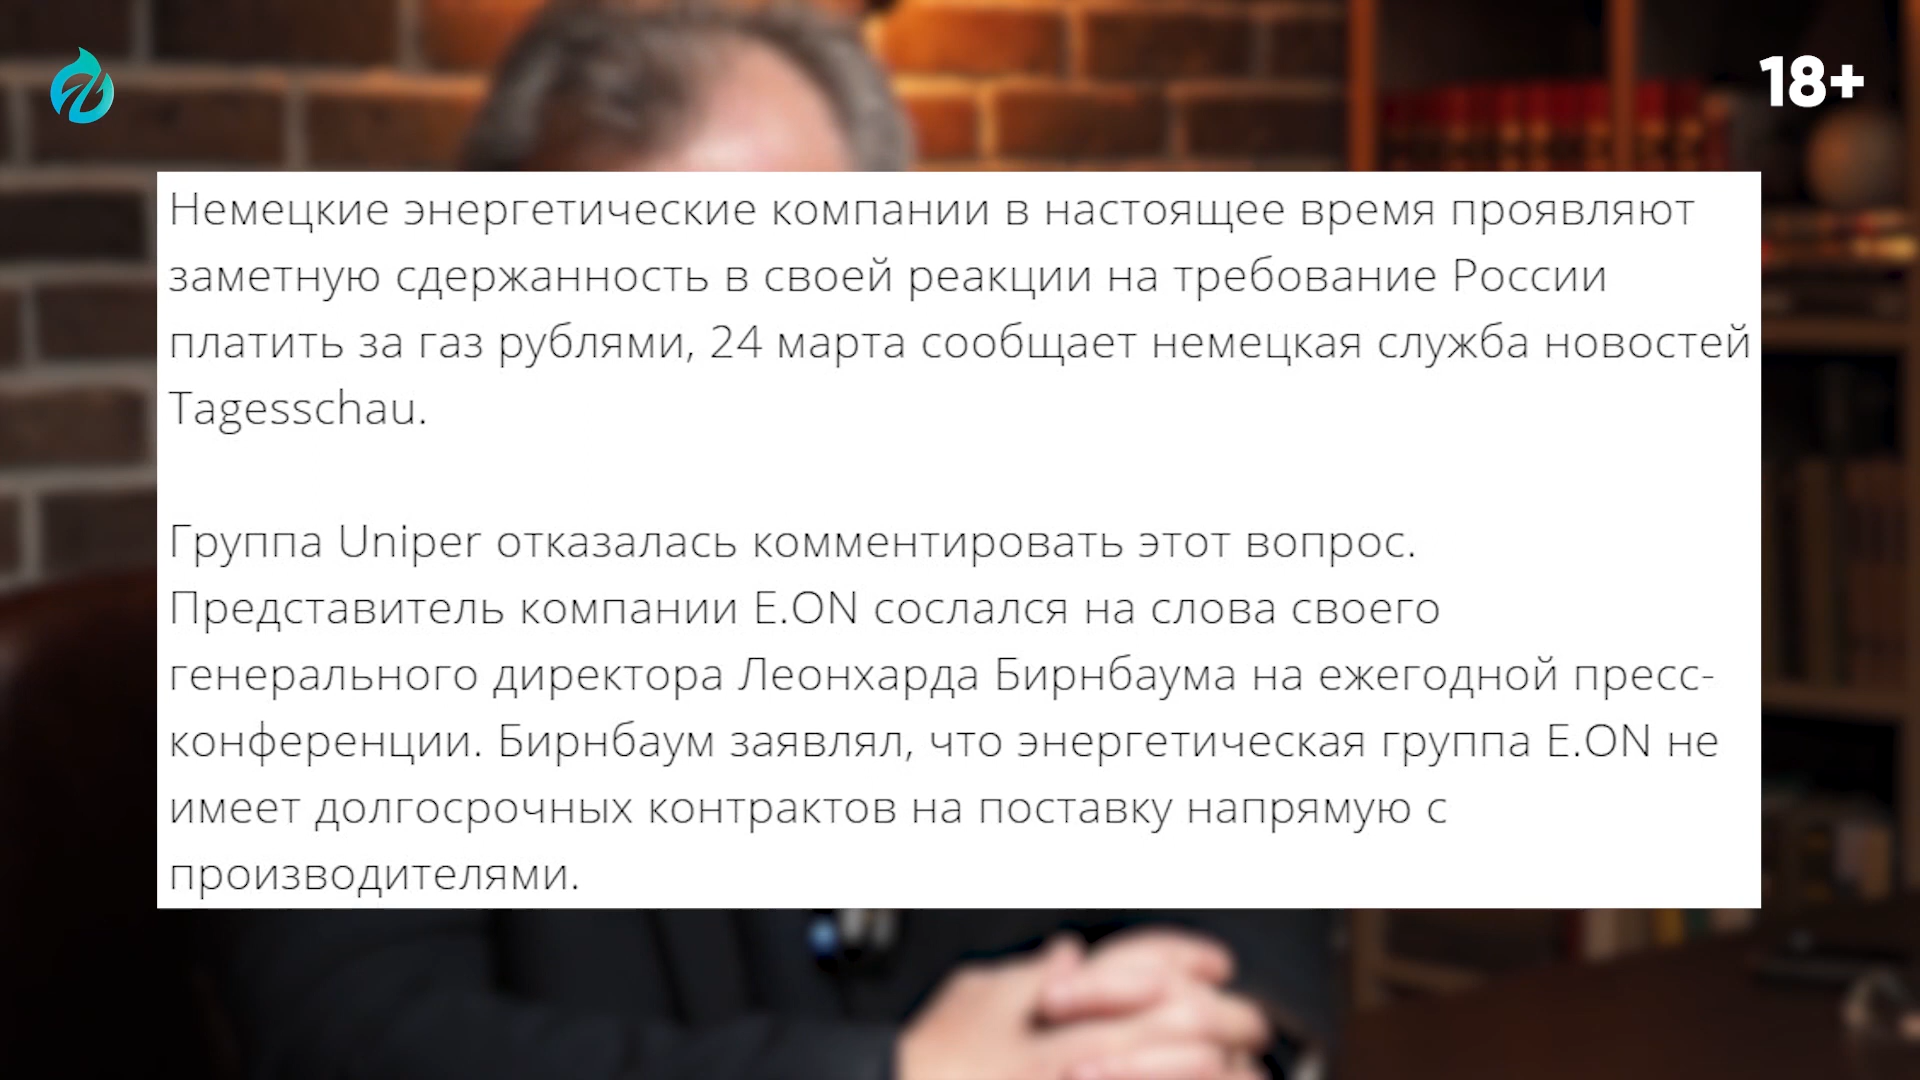 18+
Немецкие энергетические компании в настоящее время проявляют
заметную сдержанность в своей реакции на требование России
платить за газ рублями, 24 марта сообщает немецкая служба новостей
Tagesschau.
Группа Uniper отказалась комментировать этот вопрос.
Представитель компании E.ON сослался на слова своего
генерального директора Леонхарда Бирнбаума на ежегодной пресс-
конференции. Бирнбаум заявлял, что энергетическая группа E.ON не
имеет долгосрочных контрактов на поставку напрямую с
производителями.